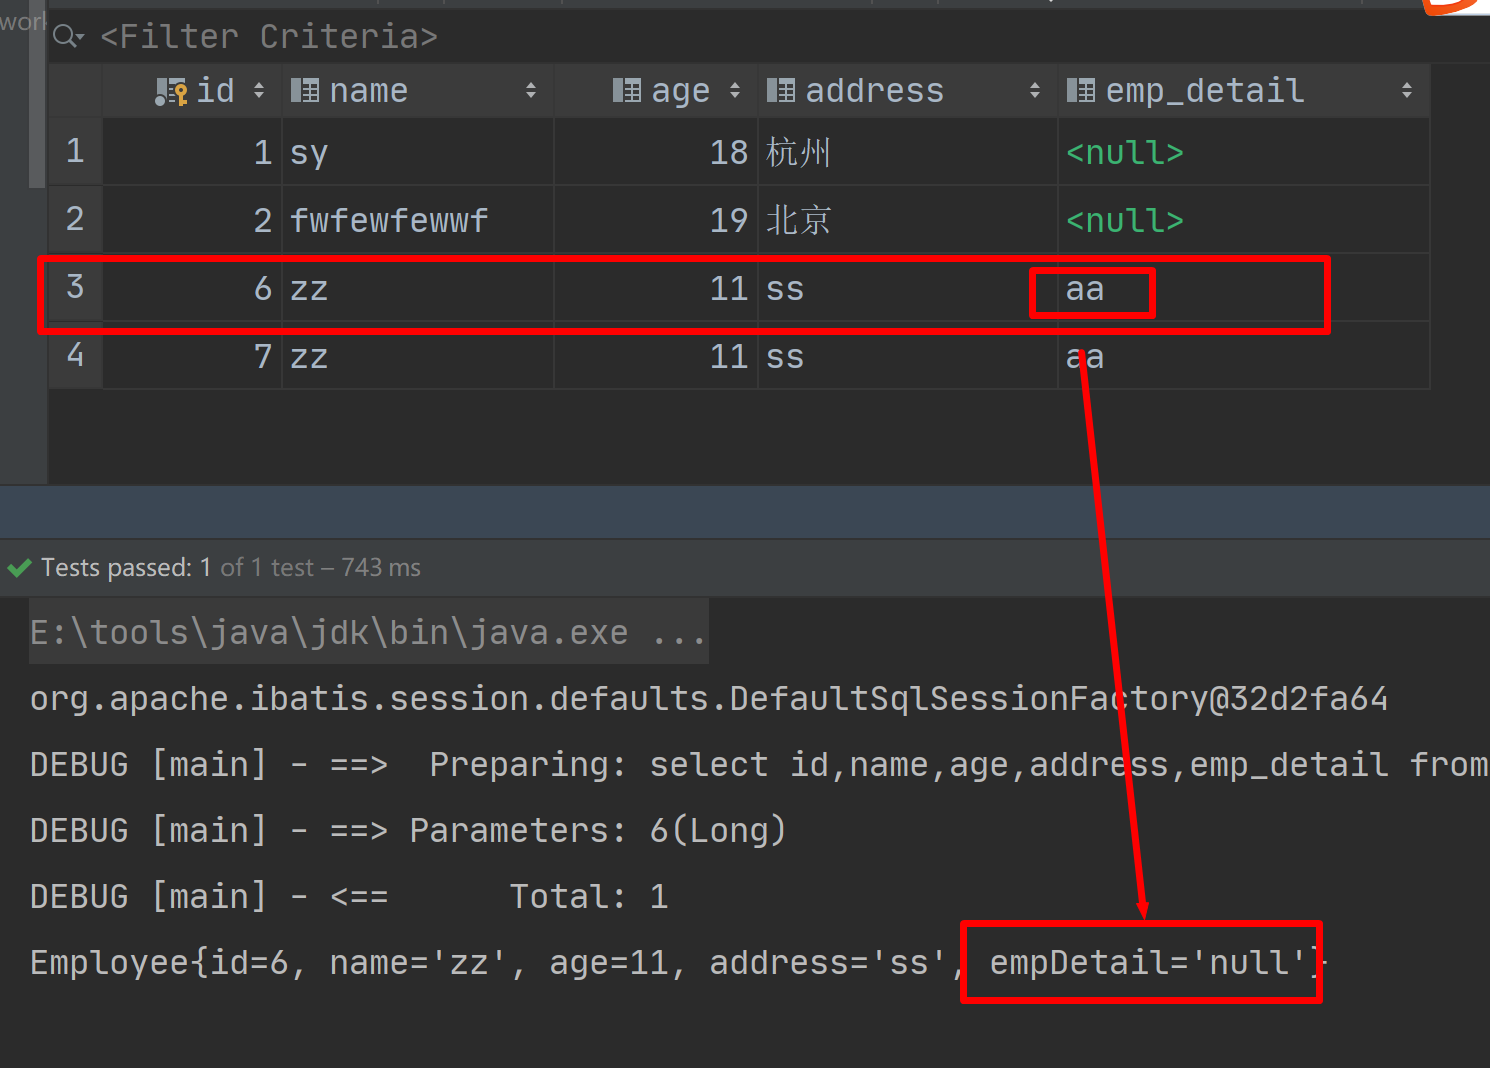 work
<Filter Criteria>
id name age address emp_detail
1 1 sy 18 杭州 <null>
2 2 fwfewfewwf 19 北京 <null>
3 6 zz 11 ss aa
4 7 zz 11 ss aa
Tests passed: 1 of 1 test – 743 ms
E:\tools\java\jdk\bin\java.exe ...
org.apache.ibatis.session.defaults.DefaultSqlSessionFactory@32d2fa64
DEBUG [main] - ==>  Preparing: select id,name,age,address,emp_detail from
DEBUG [main] - ==> Parameters: 6(Long)
DEBUG [main] - <==      Total: 1
Employee{id=6, name='zz', age=11, address='ss', empDetail='null'}